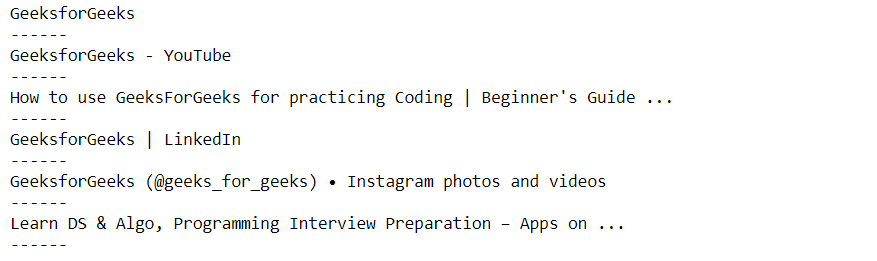 GeeksforGeeks
------
GeeksforGeeks - YouTube
------
How to use GeeksForGeeks for practicing Coding | Beginner's Guide ...
------
GeeksforGeeks | LinkedIn
------
GeeksforGeeks (@geeks_for_geeks) • Instagram photos and videos
------
Learn DS & Algo, Programming Interview Preparation – Apps on ...
------